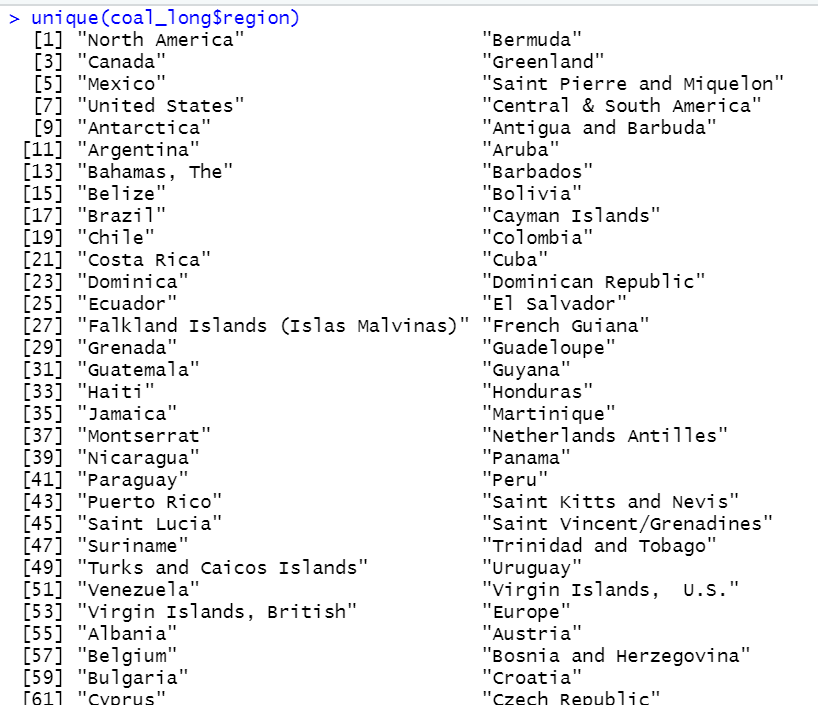 > unique(coal_long$region)
[1] "North America" "Bermuda"
[3] "Canada" "Greenland"
[5] "Mexico" "Saint Pierre and Miquelon"
[7] "United States" "Central & South America"
[9] "Antarctica" "Antigua and Barbuda"
[11] "Argentina" "Aruba"
[13] "Bahamas, The" "Barbados"
[15] "Belize" "Bolivia"
[17] "Brazil" "Cayman Islands"
[19] "Chile" "Colombia"
[21] "Costa Rica" "Cuba"
[23] "Dominica" "Dominican Republic"
[25] "Ecuador" "El Salvador"
[27] "Falkland Islands (Islas Malvinas)" "French Guiana"
[29] "Grenada" "Guadeloupe"
[31] "Guatemala" "Guyana"
[33] "Haiti" "Honduras"
[35] "Jamaica" "Martinique"
[37] "Montserrat" "Netherlands Antilles"
[39] "Nicaragua" "Panama"
[41] "Paraguay" "Peru"
[43] "Puerto Rico" "Saint Kitts and Nevis"
[45] "Saint Lucia" "Saint Vincent/Grenadines"
[47] "Suriname" "Trinidad and Tobago"
[49] "Turks and Caicos Islands" "Uruguay"
[51] "Venezuela" "Virgin Islands,  U.S."
[53] "Virgin Islands, British" "Europe"
[55] "Albania" "Austria"
[57] "Belgium" "Bosnia and Herzegovina"
[59] "Bulgaria" "Croatia"
[61] "Cyprus" "Czech Republic"